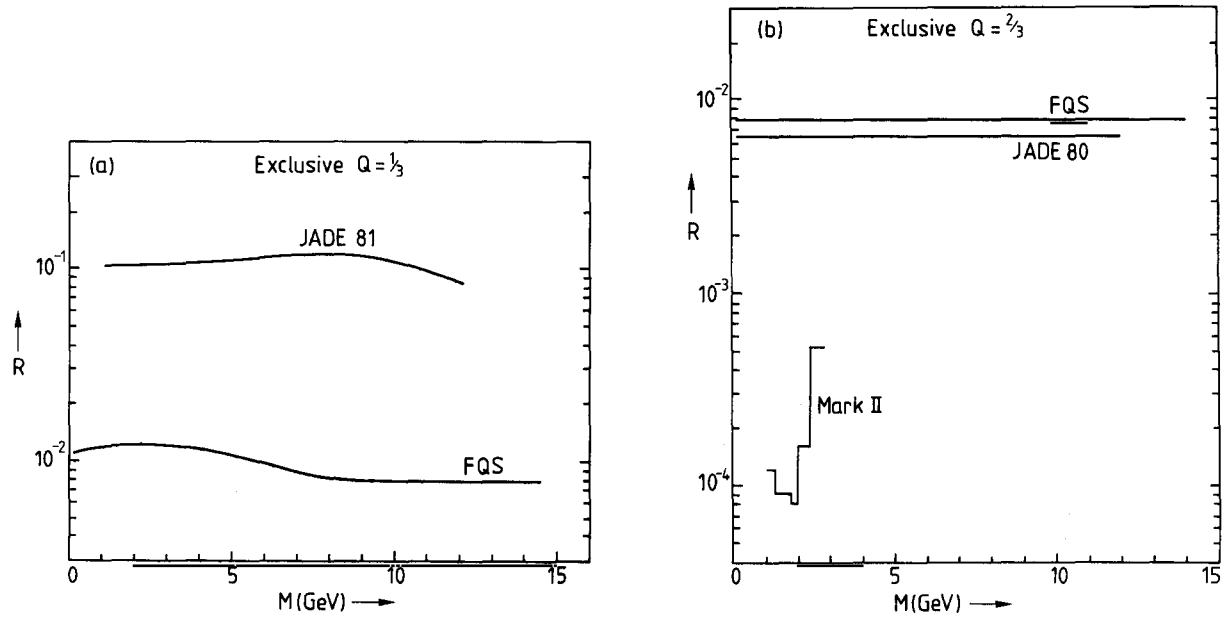 (a) Exclusive Q = ⅓
JADE 81
10⁻¹
R
10⁻²
FQS
0 5 10 15
M (GeV)
(b) Exclusive Q = ⅔
10⁻²
FQS
JADE 80
R
10⁻³
Mark II
10⁻⁴
0 5 10 15
M (GeV)